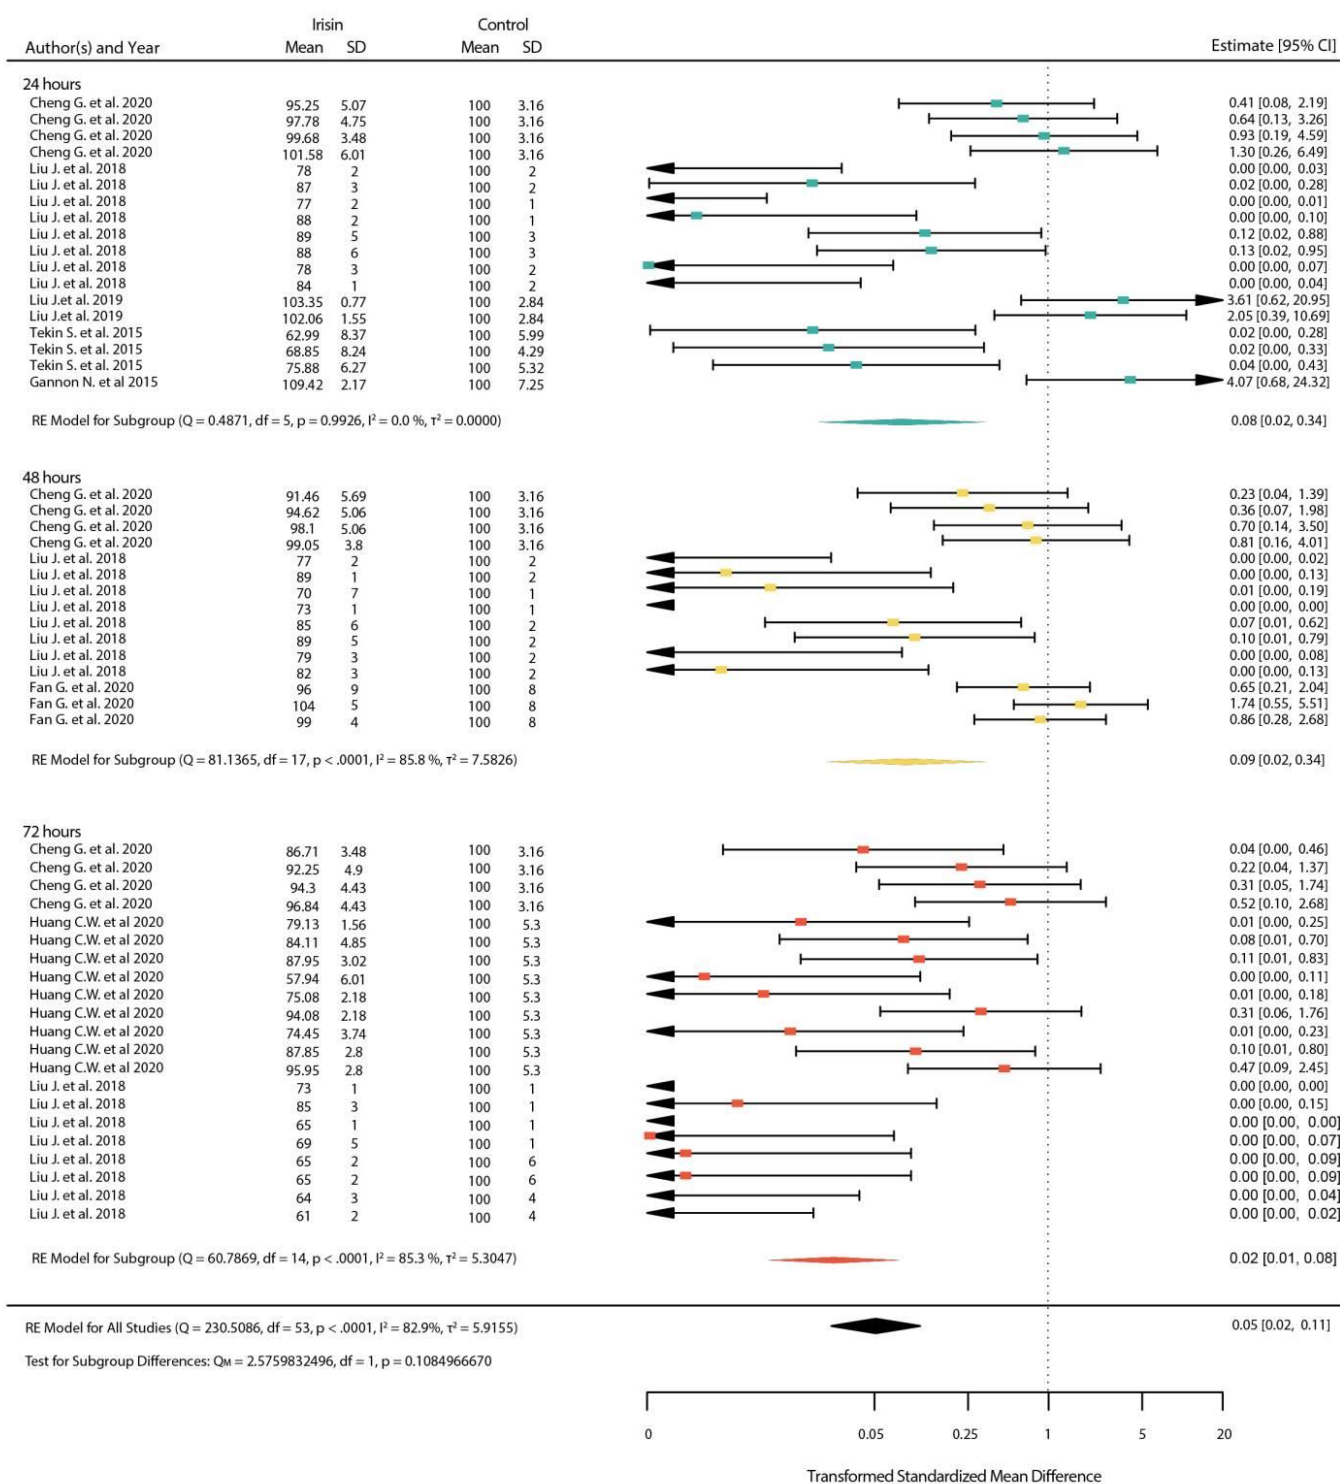 Irisin Control
Author(s) and Year Mean SD Mean SD Estimate [95% CI]
24 hours
Cheng G. et al. 2020 95.25 5.07 100 3.16 0.41 [0.08, 2.19]
Cheng G. et al. 2020 97.78 4.75 100 3.16 0.64 [0.13, 3.26]
Cheng G. et al. 2020 99.68 3.48 100 3.16 0.93 [0.19, 4.59]
Cheng G. et al. 2020 101.58 6.01 100 3.16 1.30 [0.26, 6.49]
Liu J. et al. 2018 78 2 100 2 0.00 [0.00, 0.03]
Liu J. et al. 2018 87 3 100 2 0.02 [0.00, 0.28]
Liu J. et al. 2018 77 2 100 1 0.00 [0.00, 0.01]
Liu J. et al. 2018 88 2 100 1 0.00 [0.00, 0.10]
Liu J. et al. 2018 89 5 100 3 0.12 [0.02, 0.88]
Liu J. et al. 2018 88 6 100 3 0.13 [0.02, 0.95]
Liu J. et al. 2018 78 3 100 2 0.00 [0.00, 0.07]
Liu J. et al. 2018 84 1 100 2 0.00 [0.00, 0.04]
Liu J.et al. 2019 103.35 0.77 100 2.84 3.61 [0.62, 20.95]
Liu J.et al. 2019 102.06 1.55 100 2.84 2.05 [0.39, 10.69]
Tekin S. et al. 2015 62.99 8.37 100 5.99 0.02 [0.00, 0.28]
Tekin S. et al. 2015 68.85 8.24 100 4.29 0.02 [0.00, 0.33]
Tekin S. et al. 2015 75.88 6.27 100 5.32 0.04 [0.00, 0.43]
Gannon N. et al 2015 109.42 2.17 100 7.25 4.07 [0.68, 24.32]
RE Model for Subgroup (Q = 0.4871, df = 5, p = 0.9926, I² = 0.0 %, τ² = 0.0000) 0.08 [0.02, 0.34]
48 hours
Cheng G. et al. 2020 91.46 5.69 100 3.16 0.23 [0.04, 1.39]
Cheng G. et al. 2020 94.62 5.06 100 3.16 0.36 [0.07, 1.98]
Cheng G. et al. 2020 98.1 5.06 100 3.16 0.70 [0.14, 3.50]
Cheng G. et al. 2020 99.05 3.8 100 3.16 0.81 [0.16, 4.01]
Liu J. et al. 2018 77 2 100 2 0.00 [0.00, 0.02]
Liu J. et al. 2018 89 1 100 2 0.00 [0.00, 0.13]
Liu J. et al. 2018 70 7 100 1 0.01 [0.00, 0.19]
Liu J. et al. 2018 73 1 100 1 0.00 [0.00, 0.00]
Liu J. et al. 2018 85 6 100 2 0.07 [0.01, 0.62]
Liu J. et al. 2018 89 5 100 2 0.10 [0.01, 0.79]
Liu J. et al. 2018 79 3 100 2 0.00 [0.00, 0.08]
Liu J. et al. 2018 82 3 100 2 0.00 [0.00, 0.13]
Fan G. et al. 2020 96 9 100 8 0.65 [0.21, 2.04]
Fan G. et al. 2020 104 5 100 8 1.74 [0.55, 5.51]
Fan G. et al. 2020 99 4 100 8 0.86 [0.28, 2.68]
RE Model for Subgroup (Q = 81.1365, df = 17, p < .0001, I² = 85.8 %, τ² = 7.5826) 0.09 [0.02, 0.34]
72 hours
Cheng G. et al. 2020 86.71 3.48 100 3.16 0.04 [0.00, 0.46]
Cheng G. et al. 2020 92.25 4.9 100 3.16 0.22 [0.04, 1.37]
Cheng G. et al. 2020 94.3 4.43 100 3.16 0.31 [0.05, 1.74]
Cheng G. et al. 2020 96.84 4.43 100 3.16 0.52 [0.10, 2.68]
Huang C.W. et al 2020 79.13 1.56 100 5.3 0.01 [0.00, 0.25]
Huang C.W. et al 2020 84.11 4.85 100 5.3 0.08 [0.01, 0.70]
Huang C.W. et al 2020 87.95 3.02 100 5.3 0.11 [0.01, 0.83]
Huang C.W. et al 2020 57.94 6.01 100 5.3 0.00 [0.00, 0.11]
Huang C.W. et al 2020 75.08 2.18 100 5.3 0.01 [0.00, 0.18]
Huang C.W. et al 2020 94.08 2.18 100 5.3 0.31 [0.06, 1.76]
Huang C.W. et al 2020 74.45 3.74 100 5.3 0.01 [0.00, 0.23]
Huang C.W. et al 2020 87.85 2.8 100 5.3 0.10 [0.01, 0.80]
Huang C.W. et al 2020 95.95 2.8 100 5.3 0.47 [0.09, 2.45]
Liu J. et al. 2018 73 1 100 1 0.00 [0.00, 0.00]
Liu J. et al. 2018 85 3 100 1 0.00 [0.00, 0.15]
Liu J. et al. 2018 65 1 100 1 0.00 [0.00, 0.00]
Liu J. et al. 2018 69 5 100 1 0.00 [0.00, 0.07]
Liu J. et al. 2018 65 2 100 6 0.00 [0.00, 0.09]
Liu J. et al. 2018 65 2 100 6 0.00 [0.00, 0.09]
Liu J. et al. 2018 64 3 100 4 0.00 [0.00, 0.04]
Liu J. et al. 2018 61 2 100 4 0.00 [0.00, 0.02]
RE Model for Subgroup (Q = 60.7869, df = 14, p < .0001, I² = 85.3 %, τ² = 5.3047) 0.02 [0.01, 0.08]
RE Model for All Studies (Q = 230.5086, df = 53, p < .0001, I² = 82.9%, τ² = 5.9155) 0.05 [0.02, 0.11]
Test for Subgroup Differences: QM = 2.5759832496, df = 1, p = 0.1084966670
0 0.05 0.25 1 5 20
Transformed Standardized Mean Difference